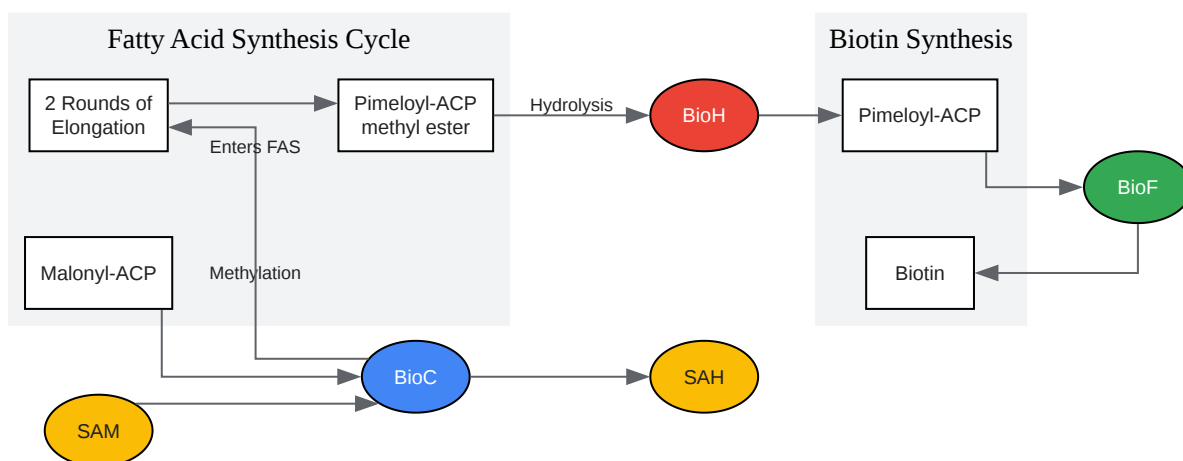 Fatty Acid Synthesis Cycle
Biotin Synthesis
2 Rounds of
Elongation
Pimeloyl-ACP
methyl ester
Hydrolysis
BioH
Pimeloyl-ACP
Enters FAS
BioF
Malonyl-ACP
Methylation
Biotin
BioC
SAH
SAM